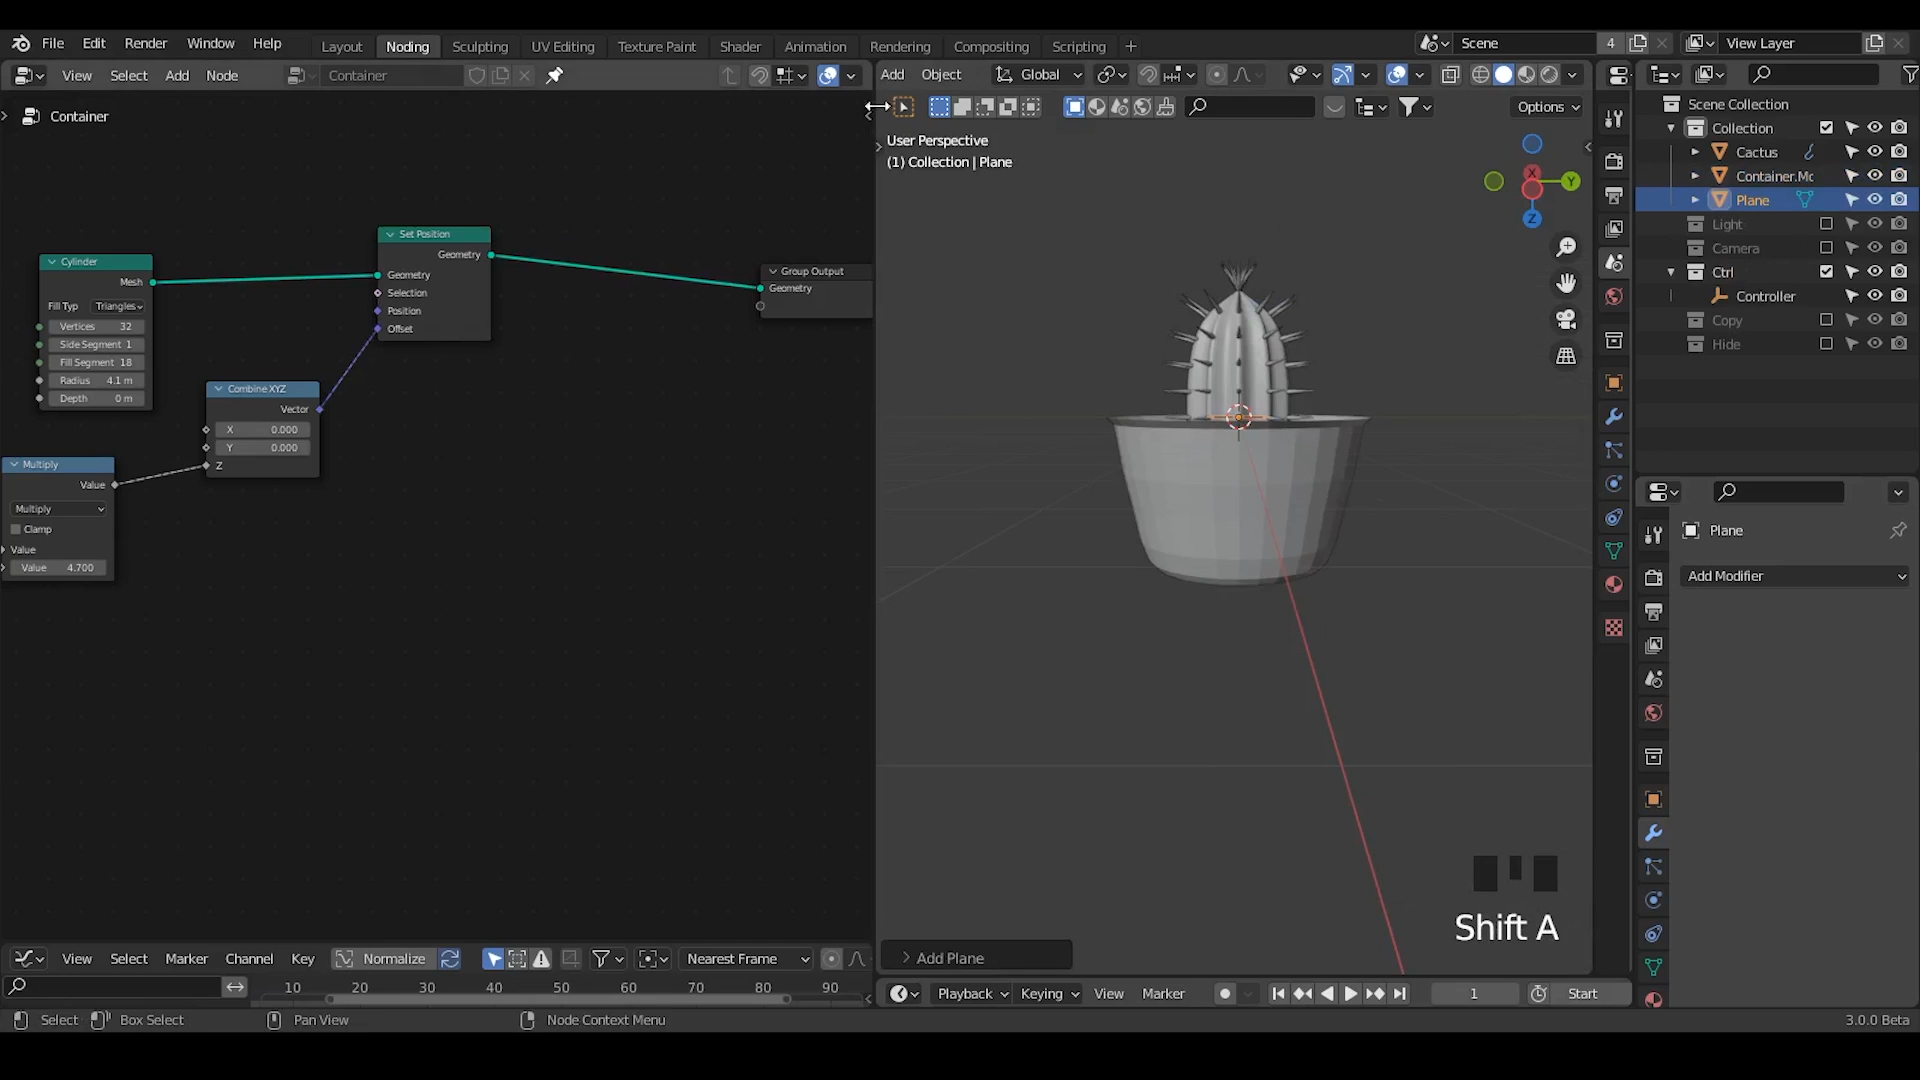 File Edit Render Window Help Layout Noding Sculpting UV Editing Texture Paint Shader Animation Rendering Compositing Scripting + Scene 4 View Layer
View Select Add Node Container Add Object Global
Options
Container
User Perspective
(1) Collection | Plane
Scene Collection
Collection
Cactus
Container.Mc
Plane
Light
Camera
Ctrl
Controller
Copy
Hide
Set Position
Geometry
Geometry
Selection
Position
Offset
Cylinder
Mesh
Fill Typ Triangles
Vertices 32
Side Segment 1
Fill Segment 18
Radius 4.1 m
Depth 0 m
Group Output
Geometry
Combine XYZ
Vector
X 0.000
Y 0.000
Z
Multiply
Value
Multiply
Clamp
Value
Value 4.700
X
Y
Z
Plane
Add Modifier
Shift A
Add Plane
View Select Marker Channel Key Normalize Nearest Frame
10 20 30 40 50 60 70 80 90
Playback Keying View Marker 1 Start
Select Box Select Pan View Node Context Menu 3.0.0 Beta